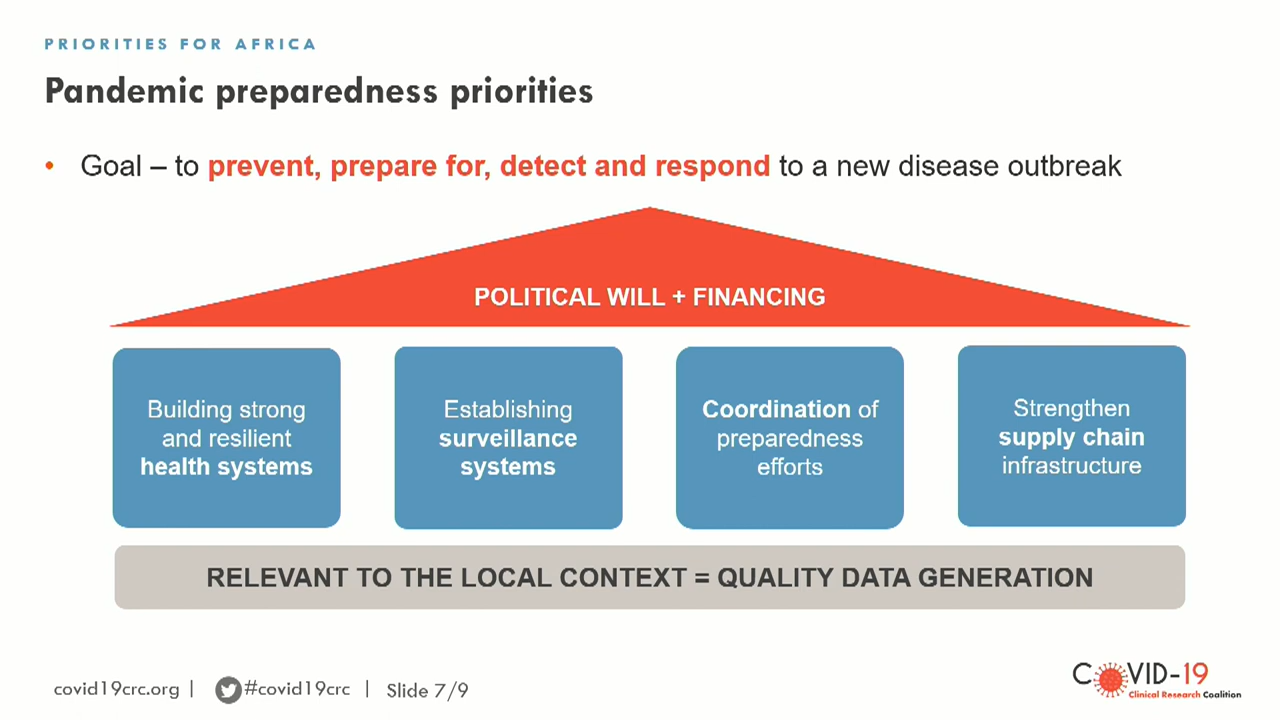 PRIORITIES FOR AFRICA
Pandemic preparedness priorities
• Goal – to prevent, prepare for, detect and respond to a new disease outbreak
POLITICAL WILL + FINANCING
Building strong
and resilient
health systems
Establishing
surveillance
systems
Coordination of
preparedness
efforts
Strengthen
supply chain
infrastructure
RELEVANT TO THE LOCAL CONTEXT = QUALITY DATA GENERATION
covid19crc.org | #covid19crc | Slide 7/9
COVID-19
Clinical Research Coalition